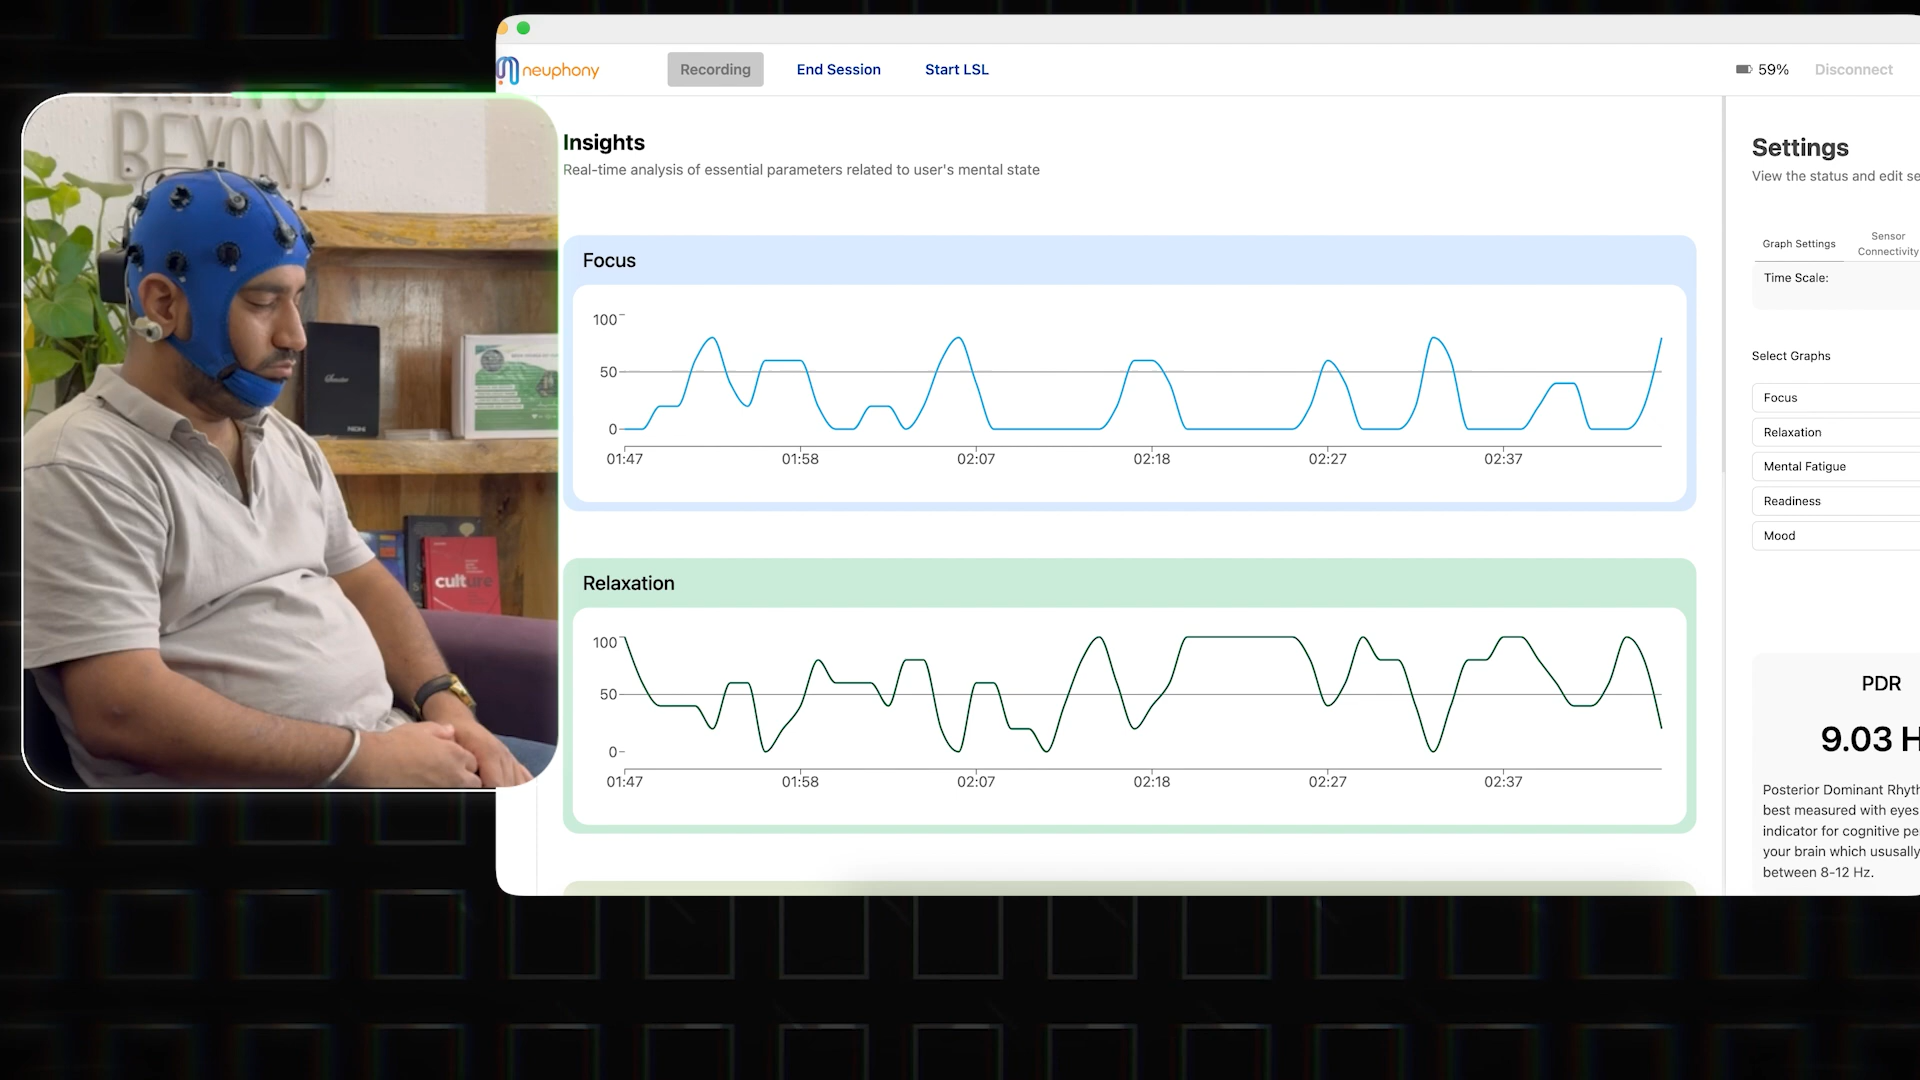 BEYOND
culture
neuphony
Recording
End Session
Start LSL
59%
Disconnect
Insights
Real-time analysis of essential parameters related to user's mental state
Focus
100
50
0
01:47
01:58
02:07
02:18
02:27
02:37
Relaxation
100
50
0
01:47
01:58
02:07
02:18
02:27
02:37
Settings
View the status and edit se
Graph Settings
Sensor
Connectivity
Time Scale:
Select Graphs
Focus
Relaxation
Mental Fatigue
Readiness
Mood
PDR
9.03 H
Posterior Dominant Rhyth
best measured with eyes
indicator for cognitive pe
your brain which ususally
between 8-12 Hz.